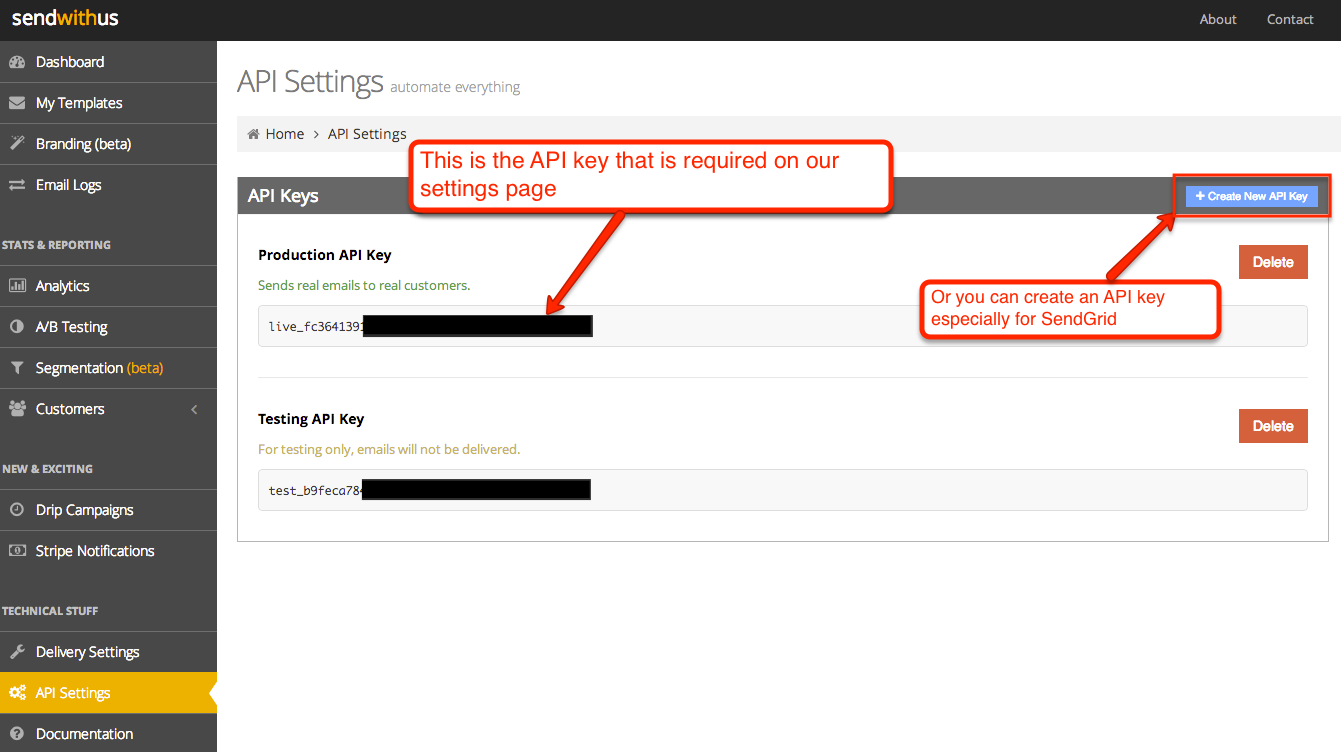 sendwithus
About
Contact
Dashboard
My Templates
Branding (beta)
Email Logs
STATS & REPORTING
Analytics
A/B Testing
Segmentation (beta)
Customers
NEW & EXCITING
Drip Campaigns
Stripe Notifications
TECHNICAL STUFF
Delivery Settings
API Settings
Documentation
API Settings automate everything
Home > API Settings
This is the API key that is required on our
settings page
API Keys
+ Create New API Key
Production API Key
Delete
Sends real emails to real customers.
Or you can create an API key
especially for SendGrid
live_fc3641391
Testing API Key
Delete
For testing only, emails will not be delivered.
test_b9feca784